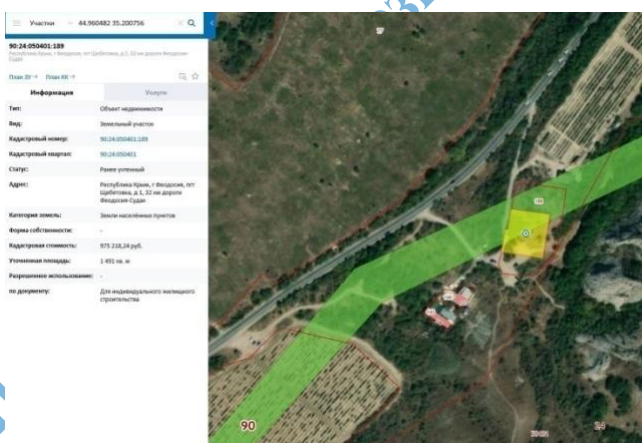 Участки
44.960482 35.200756
90:24:050401:189
Республика Крым, г Феодосия, пгт Щебетовка, д 1, 32 км дороги Феодосия-Судак
План ЗУ → План КК →
Информация Услуги
Тип: Объект недвижимости
Вид: Земельный участок
Кадастровый номер: 90:24:050401:189
Кадастровый квартал: 90:24:050401
Статус: Ранее учтенный
Адрес: Республика Крым, г Феодосия, пгт
Щебетовка, д 1, 32 км дороги
Феодосия-Судак
Категория земель: Земли населённых пунктов
Форма собственности: -
Кадастровая стоимость: 975 218,24 руб.
Уточненная площадь: 1 491 кв. м
Разрешенное использование: -
по документу: Для индивидуального жилищного
строительства
90
24